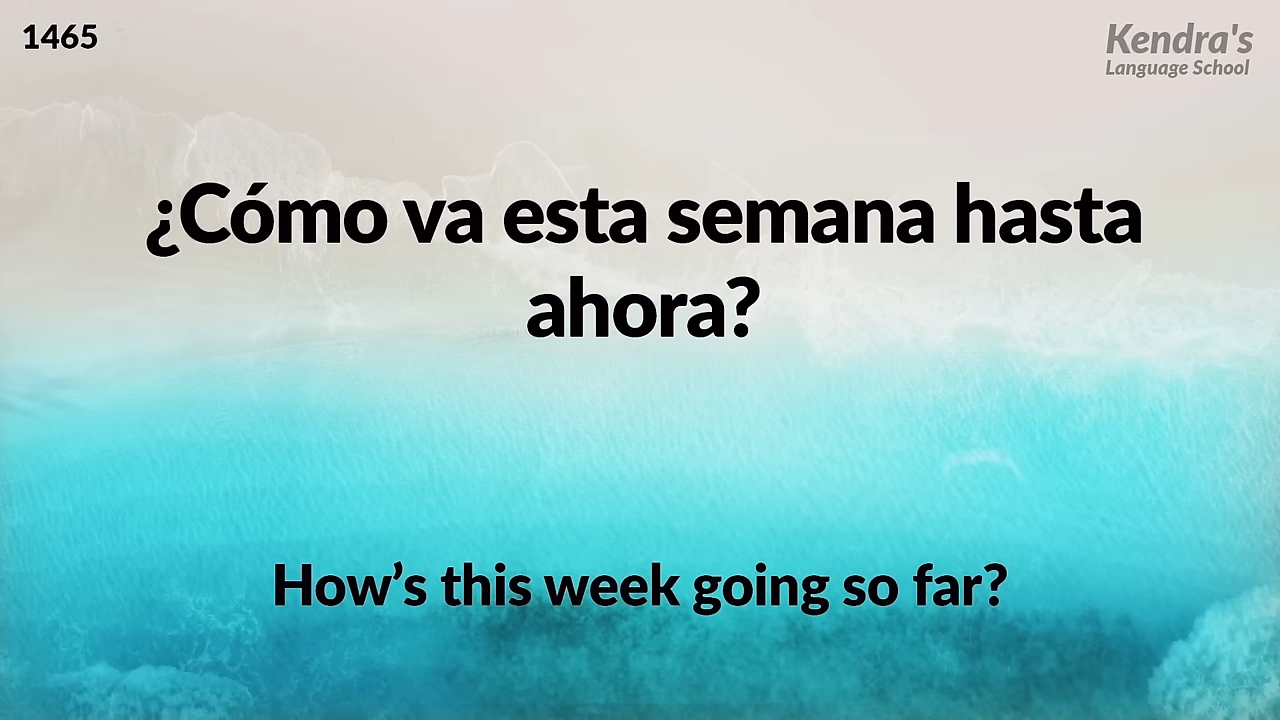 1465
Kendra's
Language School
¿Cómo va esta semana hasta
ahora?
How’s this week going so far?